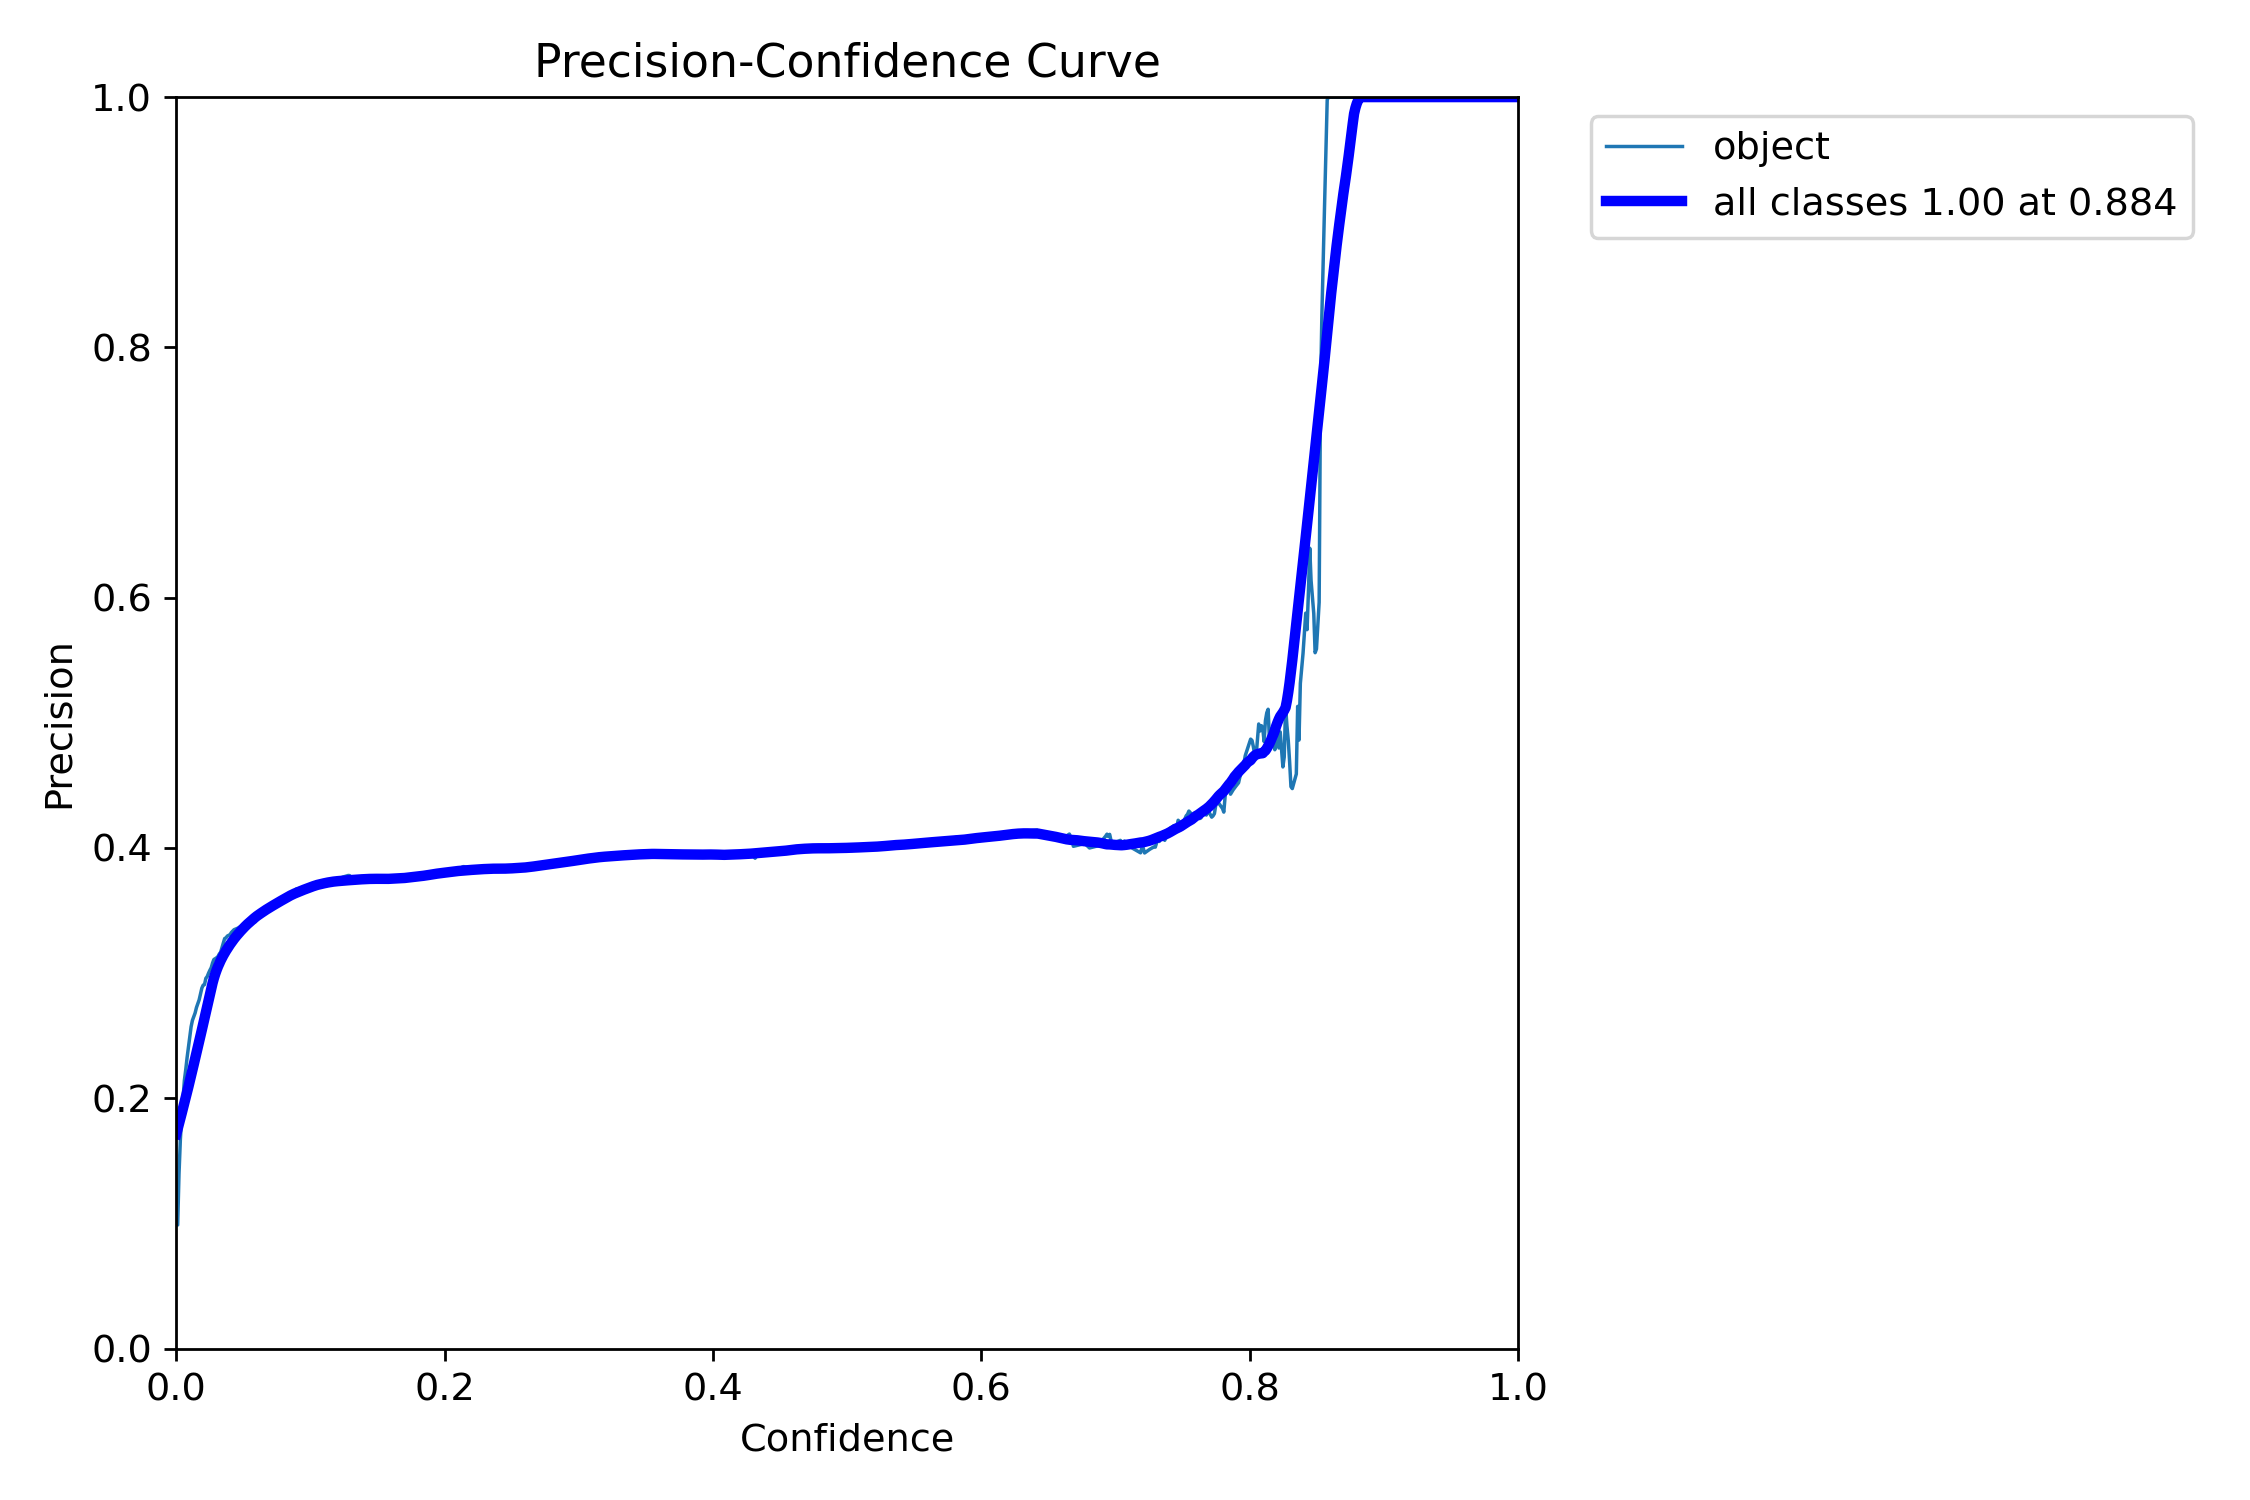 Precision-Confidence Curve
1.0
0.8
0.6
0.4
0.2
0.0
Precision
0.0 0.2 0.4 0.6 0.8 1.0
Confidence
object
all classes 1.00 at 0.884